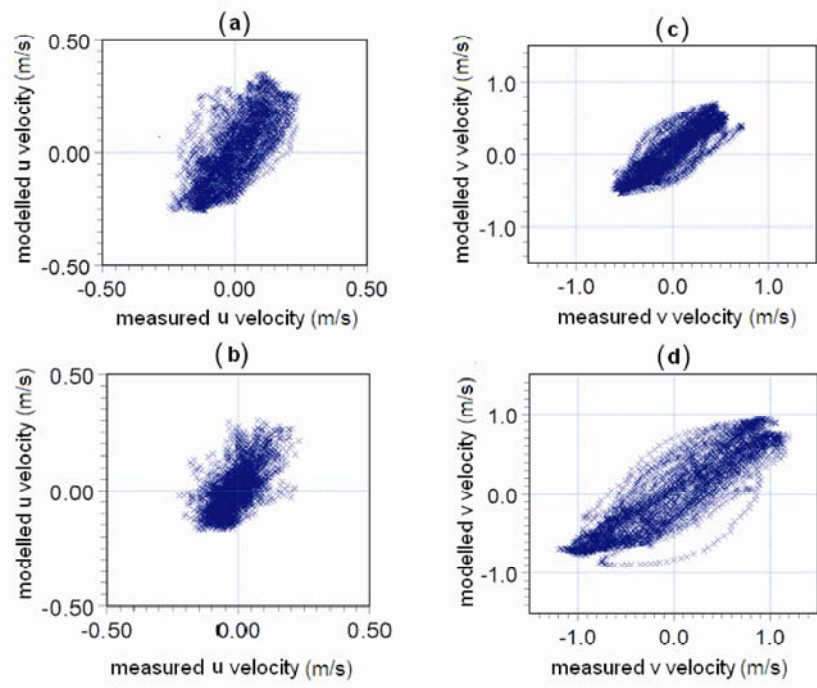 (a)
0.50
0.00
-0.50
-0.50 0.00 0.50
modelled u velocity (m/s)
measured u velocity (m/s)
(c)
1.0
0.0
-1.0
-1.0 0.0 1.0
modelled v velocity (m/s)
measured v velocity (m/s)
(b)
0.50
0.00
-0.50
-0.50 0.00 0.50
modelled u velocity (m/s)
measured u velocity (m/s)
(d)
1.0
0.0
-1.0
-1.0 0.0 1.0
modelled v velocity (m/s)
measured v velocity (m/s)